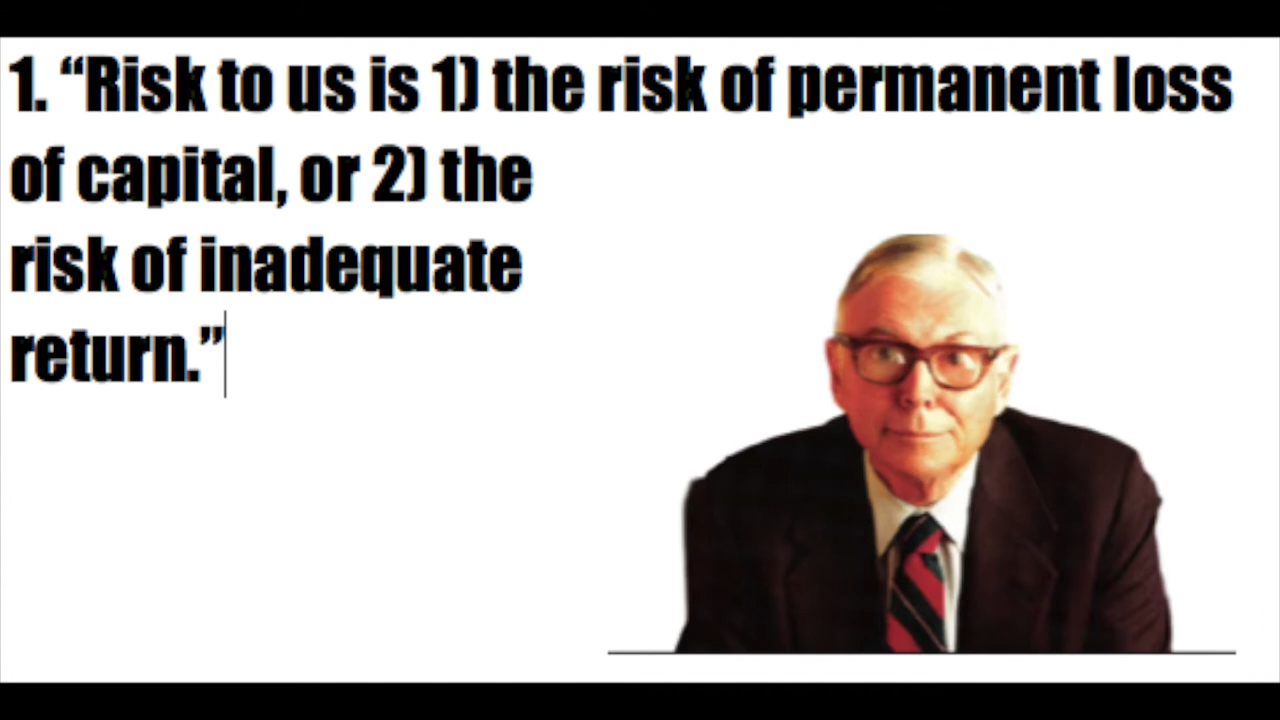 1. “Risk to us is 1) the risk of permanent loss
of capital, or 2) the
risk of inadequate
return.”